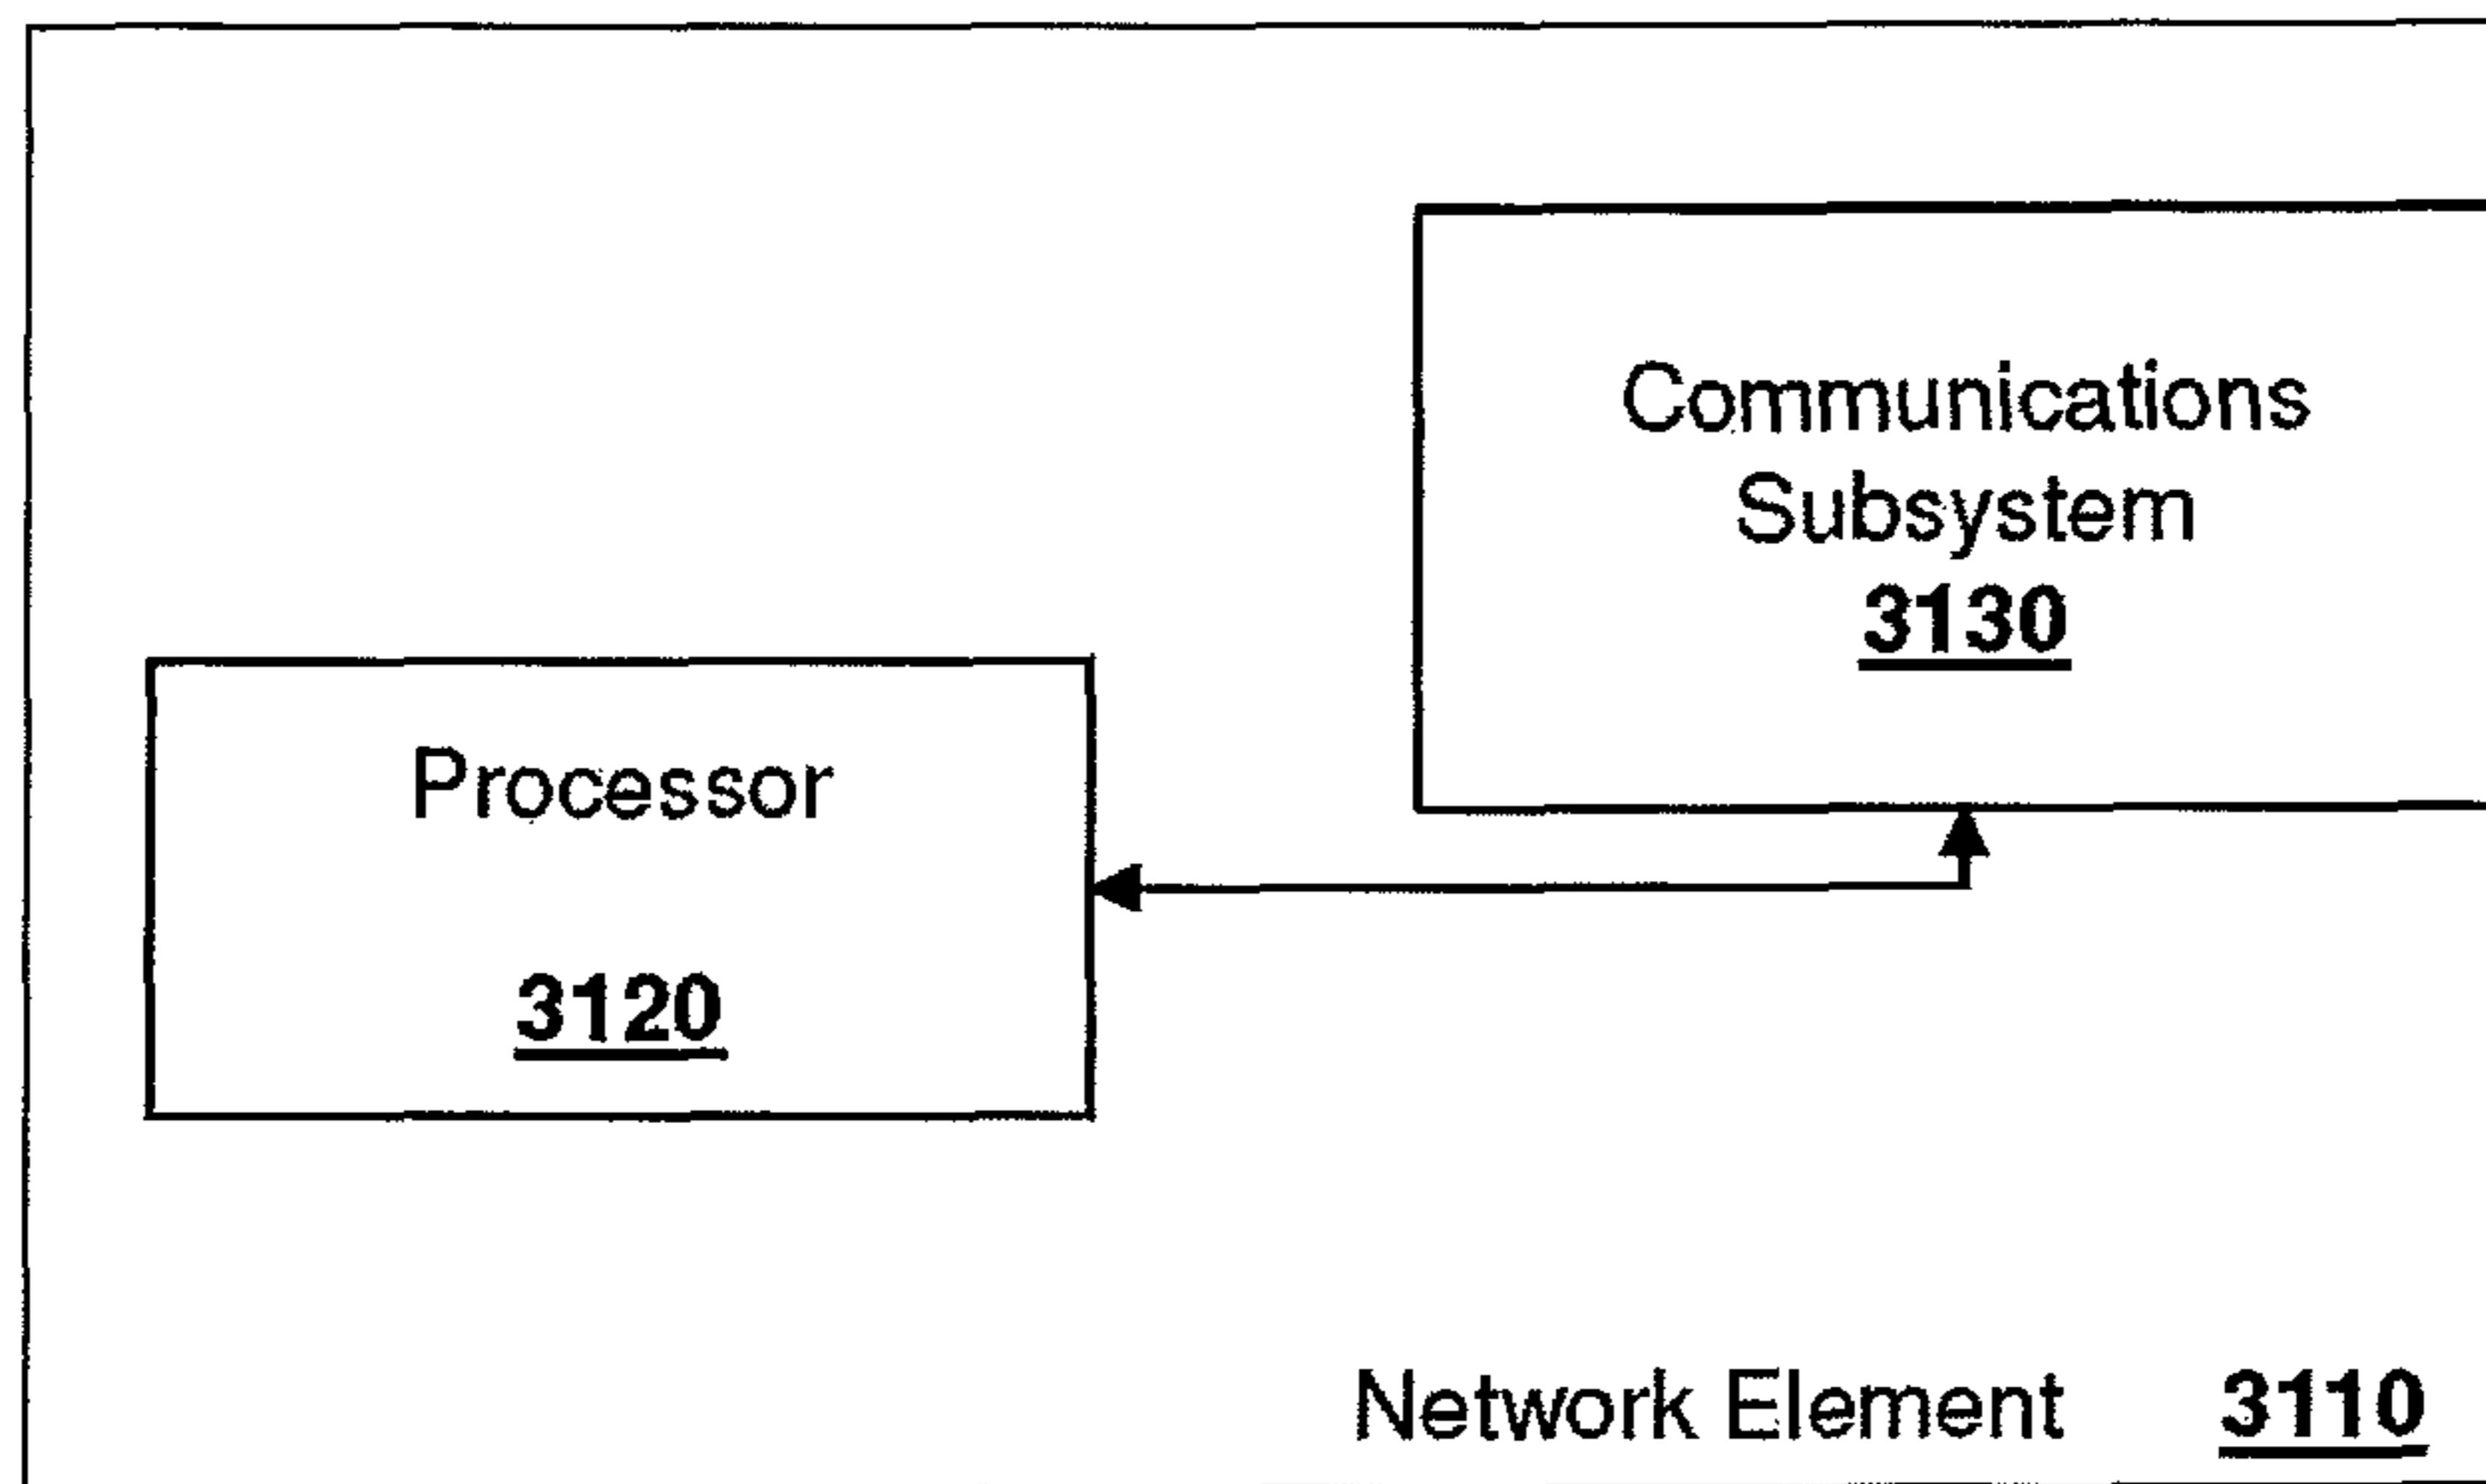 Communications
Subsystem
3130
Processor
3120
Network Element 3110